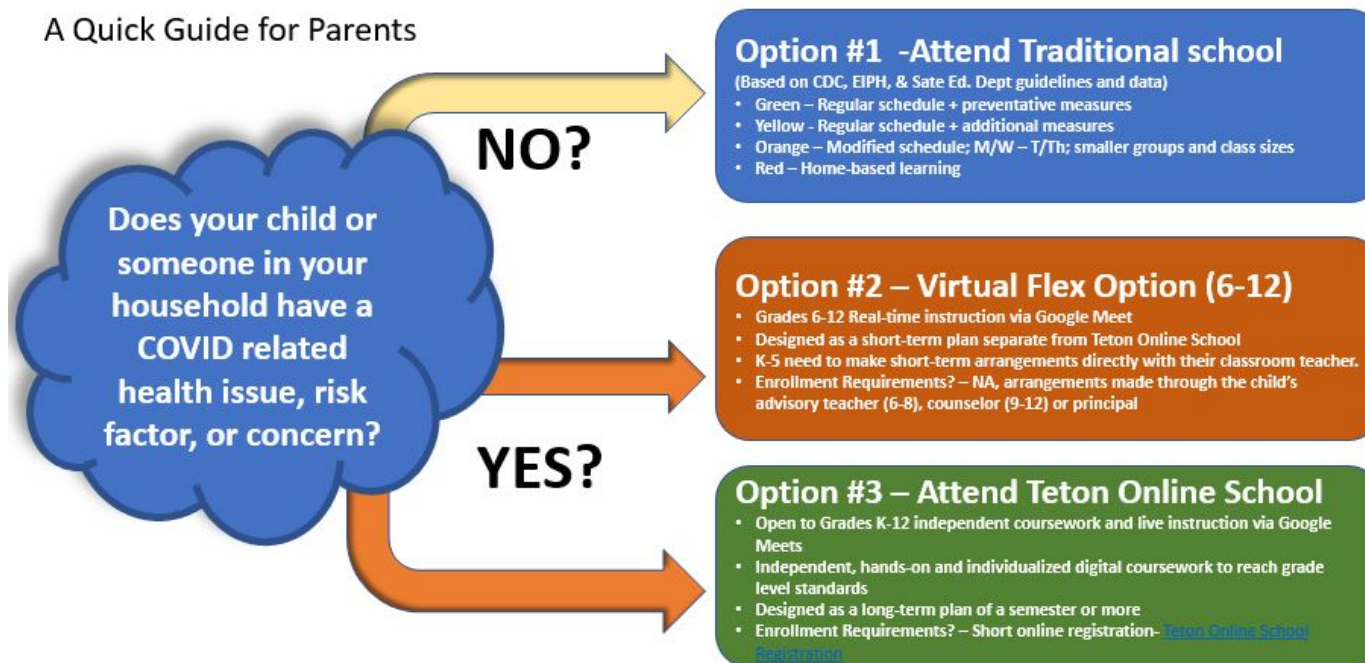 A Quick Guide for Parents
Does your child or
someone in your
household have a
COVID related
health issue, risk
factor, or concern?
NO?
YES?
Option #1 -Attend Traditional school
(Based on CDC, EIPH, & Sate Ed. Dept guidelines and data)
• Green – Regular schedule + preventative measures
• Yellow - Regular schedule + additional measures
• Orange – Modified schedule; M/W – T/Th; smaller groups and class sizes
• Red – Home-based learning
Option #2 – Virtual Flex Option (6-12)
• Grades 6-12 Real-time instruction via Google Meet
• Designed as a short-term plan separate from Teton Online School
• K-5 need to make short-term arrangements directly with their classroom teacher.
• Enrollment Requirements? – NA, arrangements made through the child's
advisory teacher (6-8), counselor (9-12) or principal
Option #3 – Attend Teton Online School
• Open to Grades K-12 independent coursework and live instruction via Google
Meets
• Independent, hands-on and individualized digital coursework to reach grade
level standards
• Designed as a long-term plan of a semester or more
• Enrollment Requirements? – Short online registration- Teton Online School
Registration